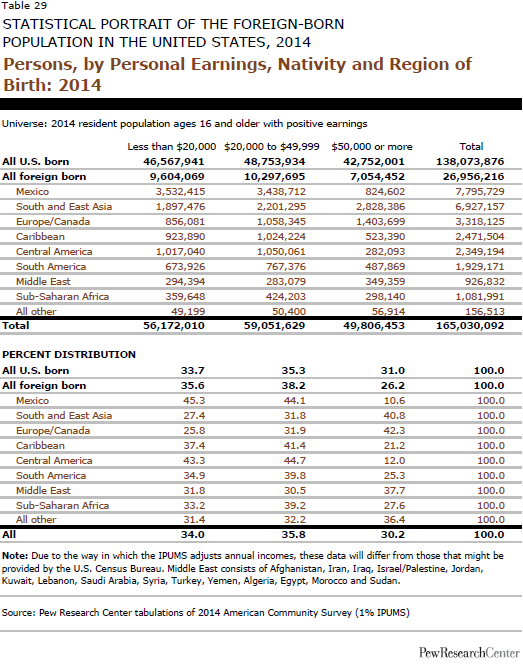 Table 29
STATISTICAL PORTRAIT OF THE FOREIGN-BORN
POPULATION IN THE UNITED STATES, 2014
Persons, by Personal Earnings, Nativity and Region of
Birth: 2014
Universe: 2014 resident population ages 16 and older with positive earnings
Less than $20,000 $20,000 to $49,999 $50,000 or more Total
All U.S. born 46,567,941 48,753,934 42,752,001 138,073,876
All foreign born 9,604,069 10,297,695 7,054,452 26,956,216
Mexico 3,532,415 3,438,712 824,602 7,795,729
South and East Asia 1,897,476 2,201,295 2,828,386 6,927,157
Europe/Canada 856,081 1,058,345 1,403,699 3,318,125
Caribbean 923,890 1,024,224 523,390 2,471,504
Central America 1,017,040 1,050,061 282,093 2,349,194
South America 673,926 767,376 487,869 1,929,171
Middle East 294,394 283,079 349,359 926,832
Sub-Saharan Africa 359,648 424,203 298,140 1,081,991
All other 49,199 50,400 56,914 156,513
Total 56,172,010 59,051,629 49,806,453 165,030,092
PERCENT DISTRIBUTION
All U.S. born 33.7 35.3 31.0 100.0
All foreign born 35.6 38.2 26.2 100.0
Mexico 45.3 44.1 10.6 100.0
South and East Asia 27.4 31.8 40.8 100.0
Europe/Canada 25.8 31.9 42.3 100.0
Caribbean 37.4 41.4 21.2 100.0
Central America 43.3 44.7 12.0 100.0
South America 34.9 39.8 25.3 100.0
Middle East 31.8 30.5 37.7 100.0
Sub-Saharan Africa 33.2 39.2 27.6 100.0
All other 31.4 32.2 36.4 100.0
All 34.0 35.8 30.2 100.0
Note: Due to the way in which the IPUMS adjusts annual incomes, these data will differ from those that might be
provided by the U.S. Census Bureau. Middle East consists of Afghanistan, Iran, Iraq, Israel/Palestine, Jordan,
Kuwait, Lebanon, Saudi Arabia, Syria, Turkey, Yemen, Algeria, Egypt, Morocco and Sudan.
Source: Pew Research Center tabulations of 2014 American Community Survey (1% IPUMS)
PewResearchCenter